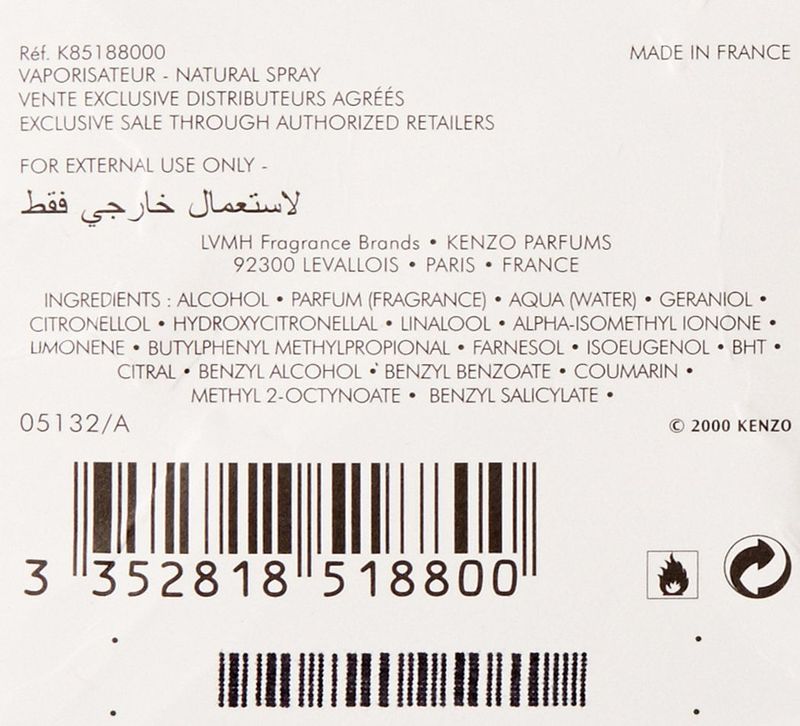 Réf. K85188000
MADE IN FRANCE
VAPORISATEUR - NATURAL SPRAY
VENTE EXCLUSIVE DISTRIBUTEURS AGRÉÉS
EXCLUSIVE SALE THROUGH AUTHORIZED RETAILERS
FOR EXTERNAL USE ONLY -
لاستعمال خارجي فقط
LVMH Fragrance Brands • KENZO PARFUMS
92300 LEVALLOIS • PARIS • FRANCE
INGREDIENTS : ALCOHOL • PARFUM (FRAGRANCE) • AQUA (WATER) • GERANIOL •
CITRONELLOL • HYDROXYCITRONELLAL • LINALOOL • ALPHA-ISOMETHYL IONONE •
LIMONENE • BUTYLPHENYL METHYLPROPIONAL • FARNESOL • ISOEUGENOL • BHT •
CITRAL • BENZYL ALCOHOL • BENZYL BENZOATE • COUMARIN •
METHYL 2-OCTYNOATE • BENZYL SALICYLATE •
05132/A
© 2000 KENZO
3 352818 518800